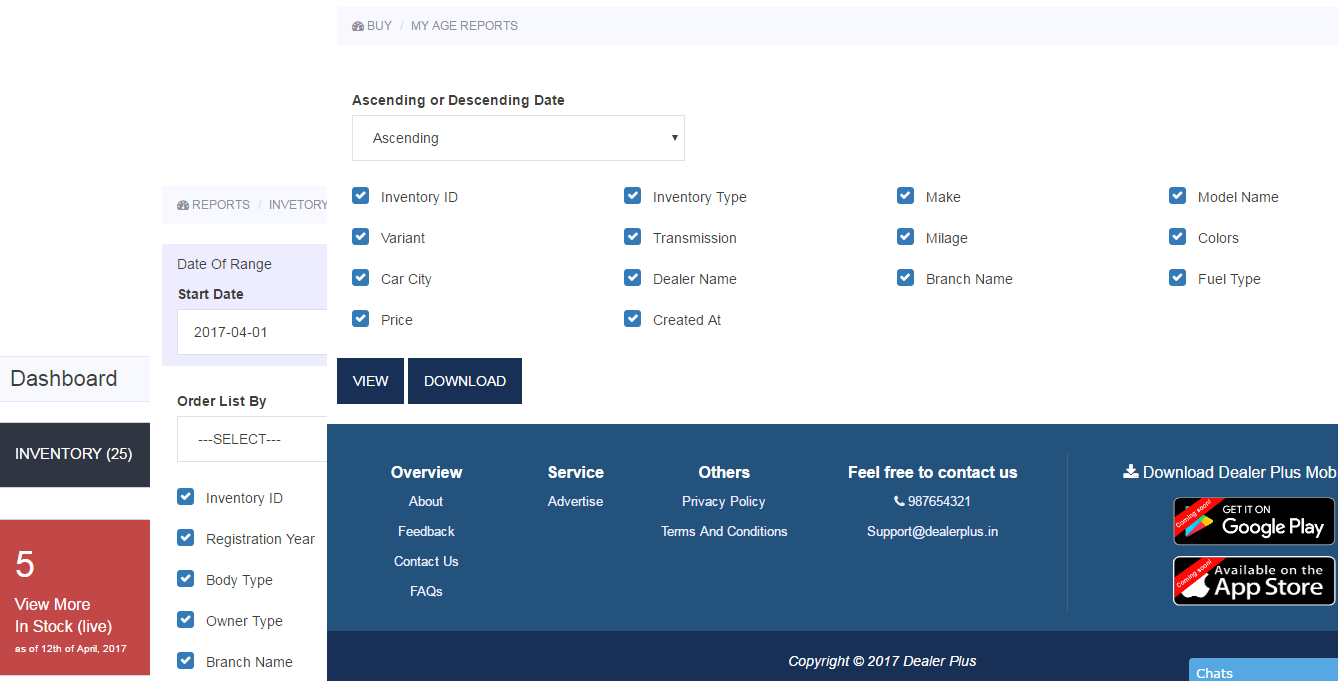 BUY / MY AGE REPORTS
Ascending or Descending Date
Ascending
Inventory ID Inventory Type Make Model Name
Variant Transmission Milage Colors
Car City Dealer Name Branch Name Fuel Type
Price Created At
VIEW DOWNLOAD
REPORTS / INVETORY
Date Of Range
Start Date
2017-04-01
Order List By
---SELECT---
Inventory ID
Registration Year
Body Type
Owner Type
Branch Name
Dashboard
INVENTORY (25)
5
View More
In Stock (live)
as of 12th of April, 2017
Overview
About
Feedback
Contact Us
FAQs
Service
Advertise
Others
Privacy Policy
Terms And Conditions
Feel free to contact us
987654321
Support@dealerplus.in
Download Dealer Plus Mob
Coming soon!
GET IT ON
Google Play
Coming soon!
Available on the
App Store
Copyright © 2017 Dealer Plus
Chats